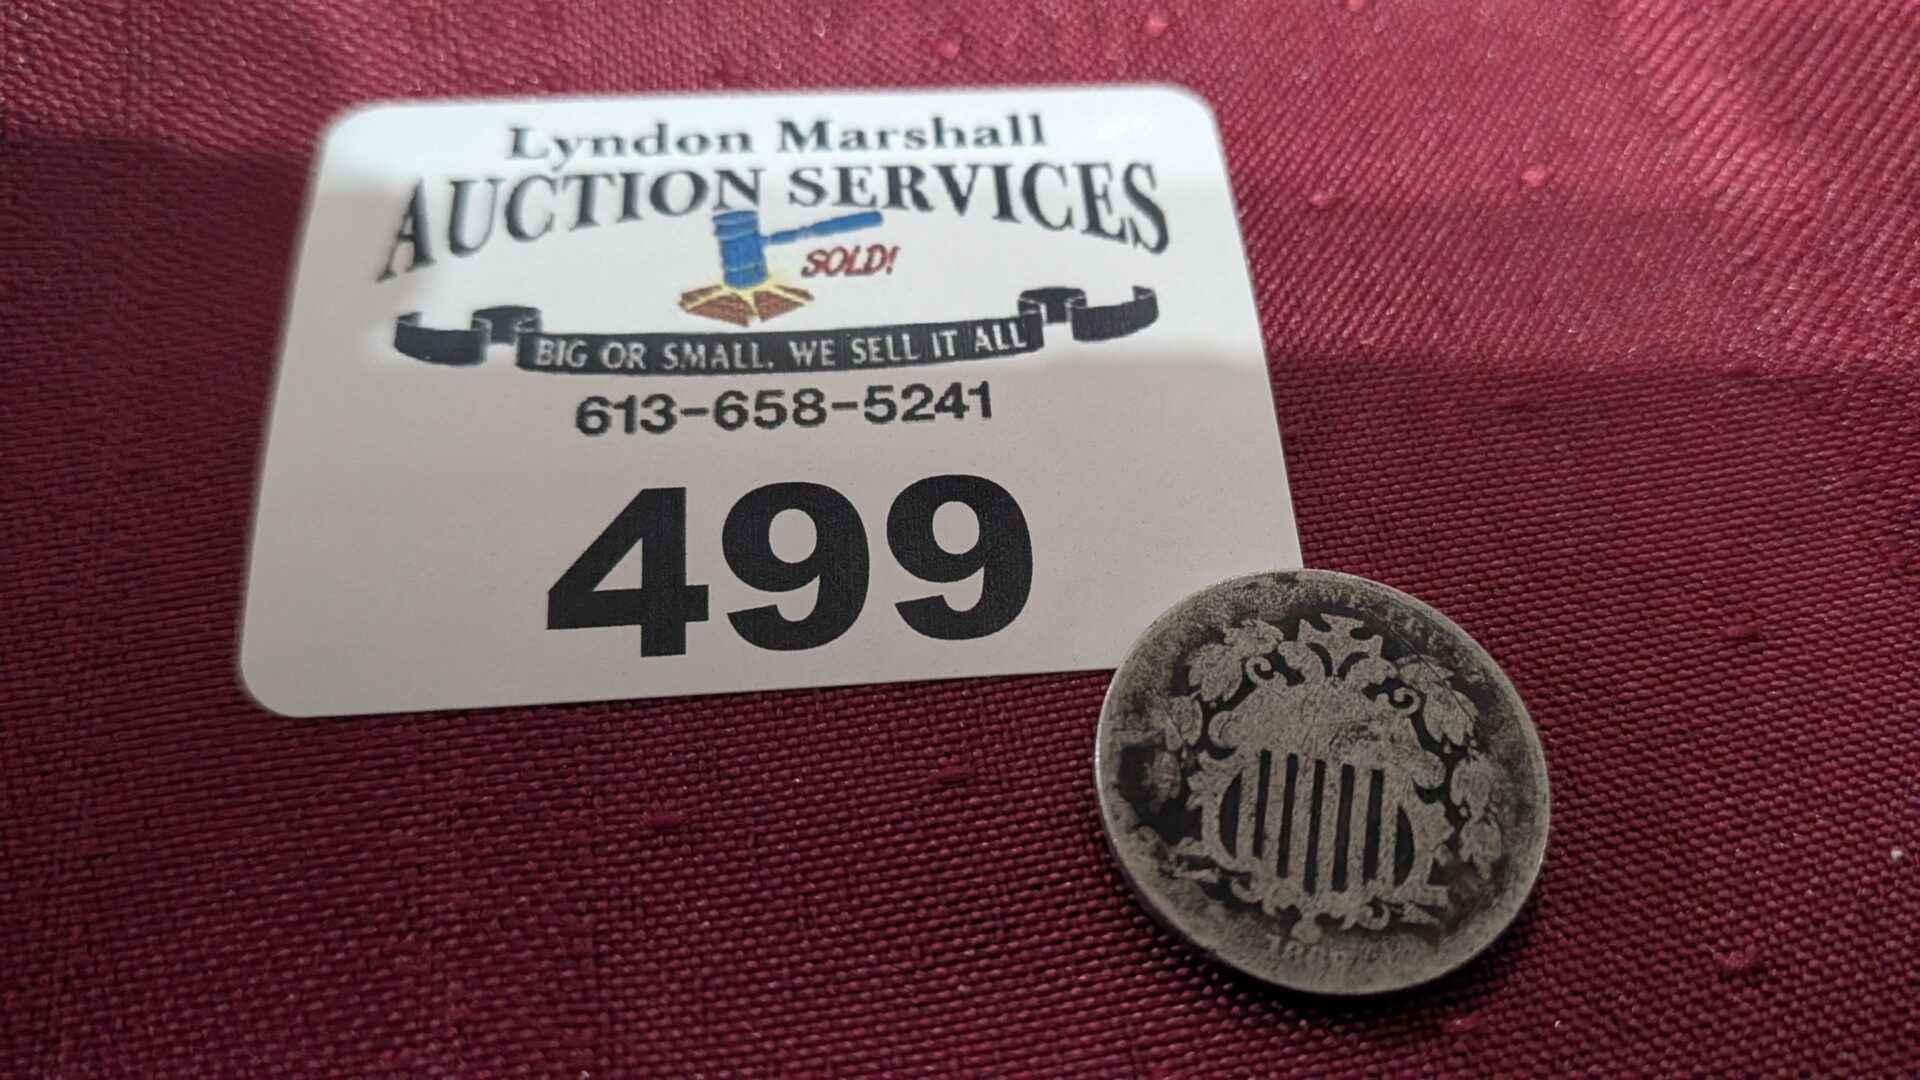 Lyndon Marshall
AUCTION SERVICES
SOLD!
BIG OR SMALL, WE SELL IT ALL
613-658-5241
499